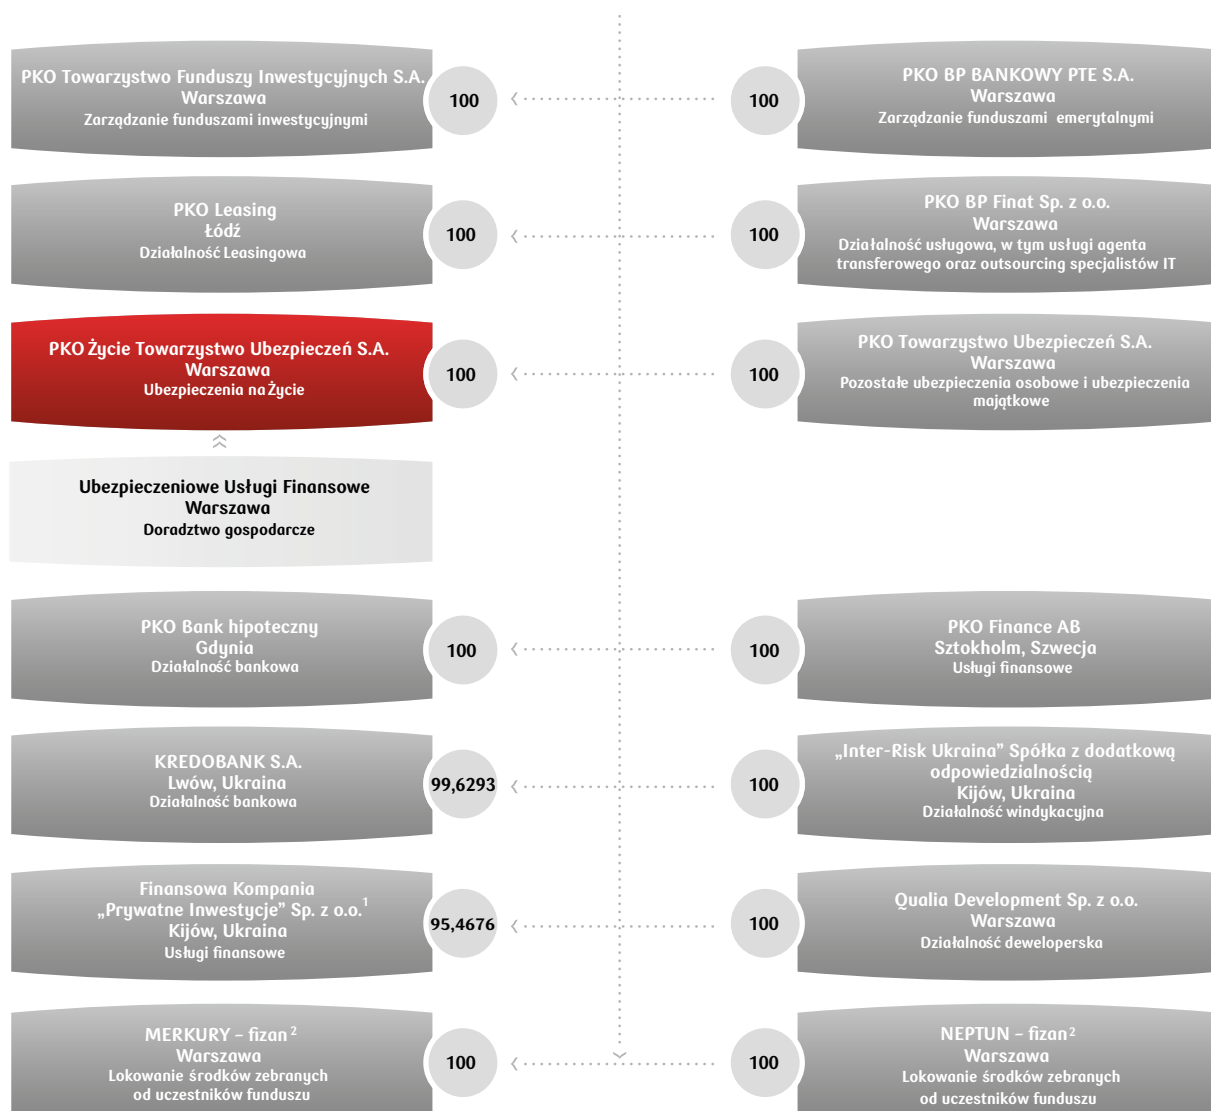 PKO Towarzystwo Funduszy Inwestycyjnych S.A.
Warszawa
Zarządzanie funduszami inwestycyjnymi
100
100
PKO BP BANKOWY PTE S.A.
Warszawa
Zarządzanie funduszami emerytalnymi
PKO Leasing
Łódź
Działalność Leasingowa
100
100
PKO BP Finat Sp. z o.o.
Warszawa
Działalność usługowa, w tym usługi agenta
transferowego oraz outsourcing specjalistów IT
PKO Życie Towarzystwo Ubezpieczeń S.A.
Warszawa
Ubezpieczenia na Życie
100
100
PKO Towarzystwo Ubezpieczeń S.A.
Warszawa
Pozostałe ubezpieczenia osobowe i ubezpieczenia
majątkowe
Ubezpieczeniowe Usługi Finansowe
Warszawa
Doradztwo gospodarcze
PKO Bank hipoteczny
Gdynia
Działalność bankowa
100
100
PKO Finance AB
Sztokholm, Szwecja
Usługi finansowe
KREDOBANK S.A.
Lwów, Ukraina
Działalność bankowa
99,6293
100
„Inter-Risk Ukraina” Spółka z dodatkową
odpowiedzialnością
Kijów, Ukraina
Działalność windykacyjna
Finansowa Kompania
„Prywatne Inwestycje” Sp. z o.o.¹
Kijów, Ukraina
Usługi finansowe
95,4676
100
Qualia Development Sp. z o.o.
Warszawa
Działalność deweloperska
MERKURY – fizan ²
Warszawa
Lokowanie środków zebranych
od uczestników funduszu
100
100
NEPTUN – fizan ²
Warszawa
Lokowanie środków zebranych
od uczestników funduszu